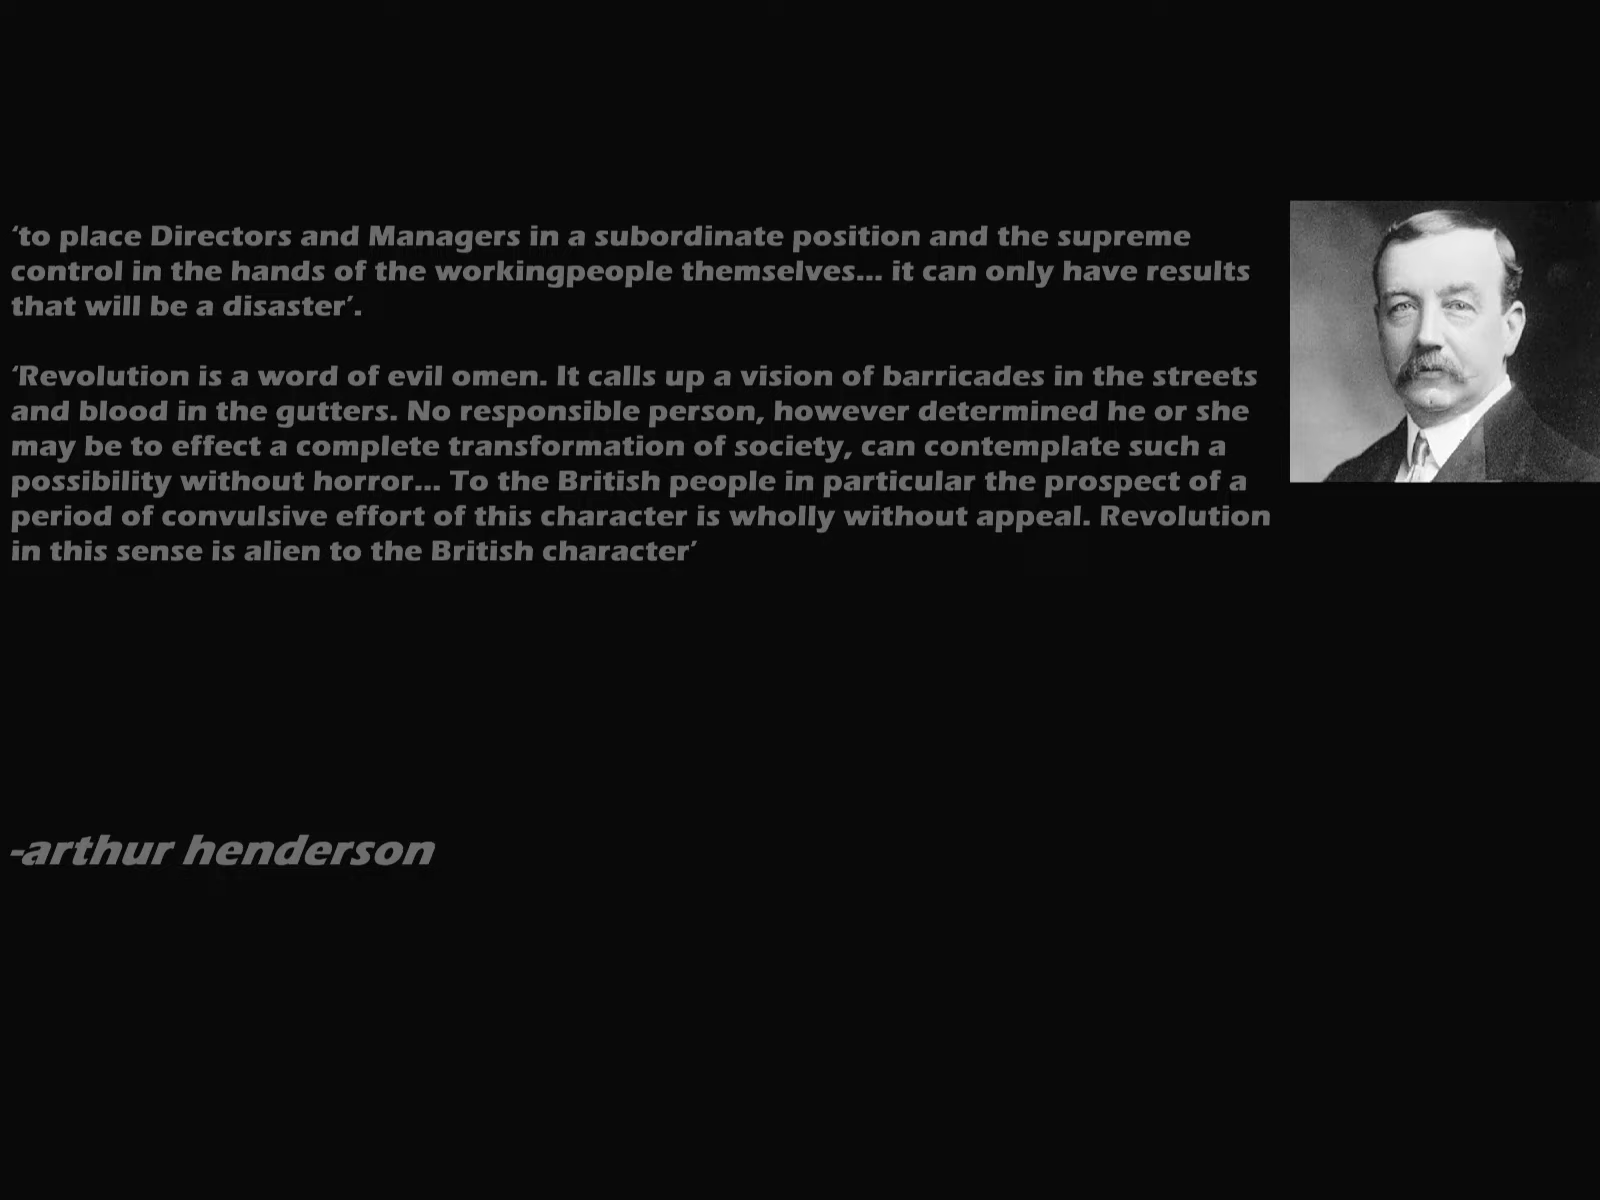 ‘to place Directors and Managers in a subordinate position and the supreme
control in the hands of the workingpeople themselves... it can only have results
that will be a disaster’.
‘Revolution is a word of evil omen. It calls up a vision of barricades in the streets
and blood in the gutters. No responsible person, however determined he or she
may be to effect a complete transformation of society, can contemplate such a
possibility without horror... To the British people in particular the prospect of a
period of convulsive effort of this character is wholly without appeal. Revolution
in this sense is alien to the British character’
-arthur henderson